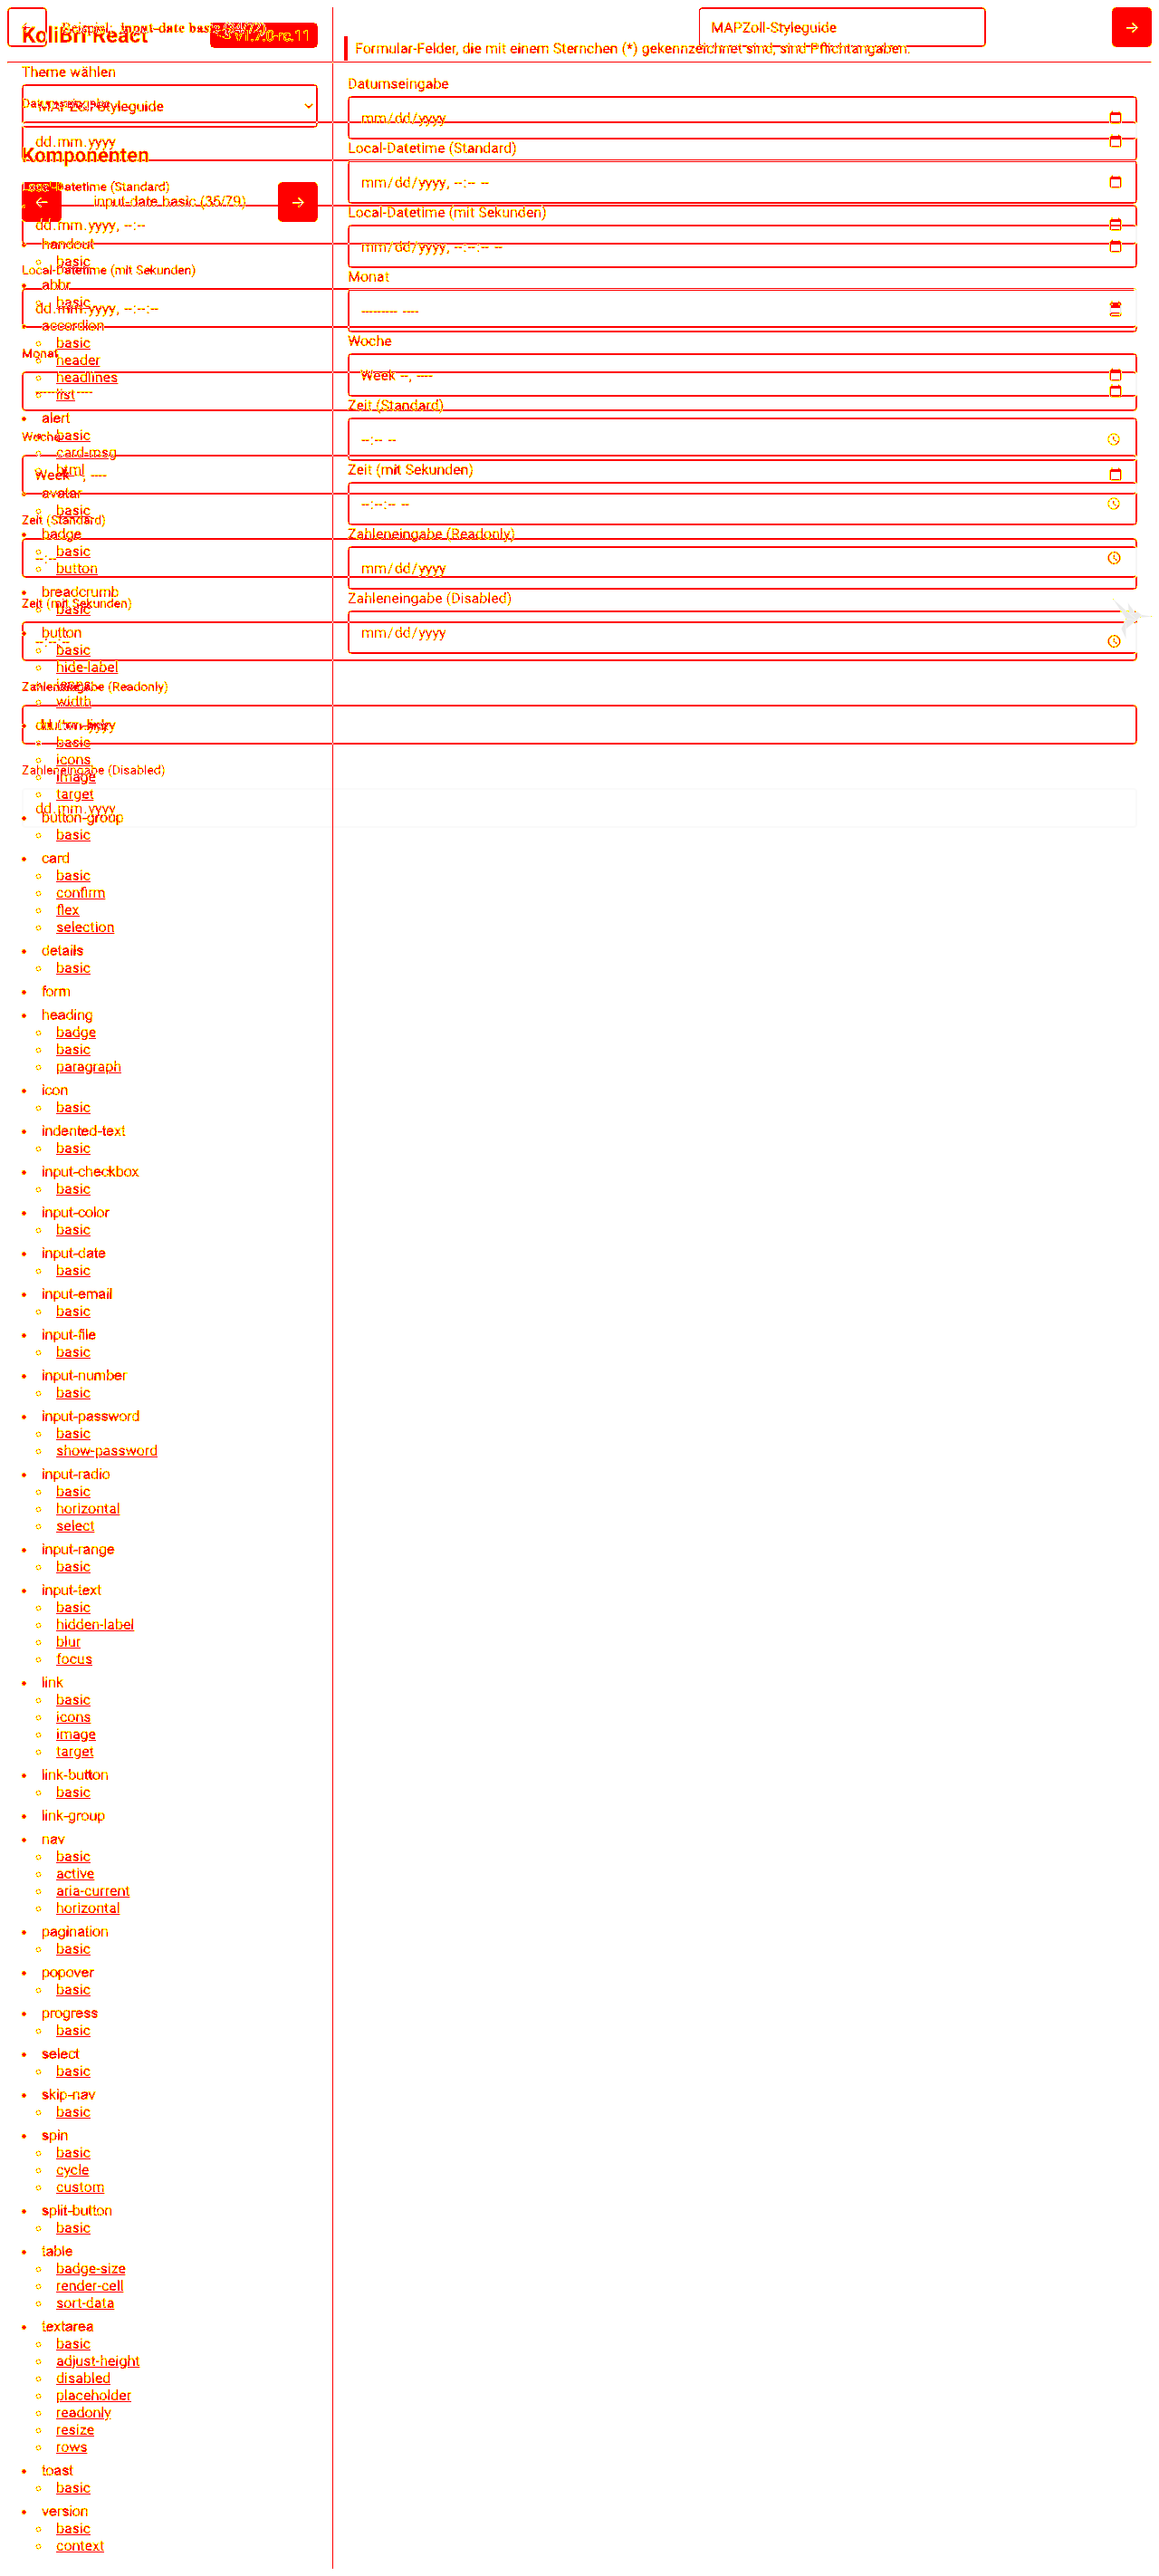 KoliBri React
v1.7.0-rc.11
Beispiel: input-date basic
MAPZoll-Styleguide
Formular-Felder, die mit einem Sternchen (*) gekennzeichnet sind, sind Pflichtangaben.
Theme wählen
MAPZoll-Styleguide
dd.mm.yyyy
Komponenten
Local-Datetime (Standard)
input-date basic (35/79)
dd.mm.yyyy, --:--
handout
basic
Local-Datetime (mit Sekunden)
abbr
basic
dd.mm.yyyy, --:--:--
accordion
basic
Monat
header
headlines
list
alert
basic
Woche
card-msg
html
Week --, ----
avatar
basic
Zeit (Standard)
badge
basic
button
breadcrumb
Zeit (mit Sekunden)
basic
button
--:--:--
basic
hide-label
Zahleneingabe (Readonly)
width
button-link
dd.mm.yyyy
basic
icons
Zahleneingabe (Disabled)
image
target
dd.mm.yyyy
button-group
basic
card
basic
confirm
flex
selection
details
basic
form
heading
badge
basic
paragraph
icon
basic
indented-text
basic
input-checkbox
basic
input-color
basic
input-date
basic
input-email
basic
input-file
basic
input-number
basic
input-password
basic
show-password
input-radio
basic
horizontal
select
input-range
basic
input-text
basic
hidden-label
blur
focus
link
basic
icons
image
target
link-button
basic
link-group
nav
basic
active
aria-current
horizontal
pagination
basic
popover
basic
progress
basic
select
basic
skip-nav
basic
spin
basic
cycle
custom
split-button
basic
table
badge-size
render-cell
sort-data
textarea
basic
adjust-height
disabled
placeholder
readonly
resize
rows
toast
basic
version
basic
context
Datumseingabe
mm/dd/yyyy
Local-Datetime (Standard)
mm/dd/yyyy, --:-- --
Local-Datetime (mit Sekunden)
mm/dd/yyyy, --:--:-- --
Monat
--------- ----
Woche
Week --, ----
Zeit (Standard)
--:-- --
Zeit (mit Sekunden)
--:--:-- --
Zahleneingabe (Readonly)
mm/dd/yyyy
Zahleneingabe (Disabled)
mm/dd/yyyy